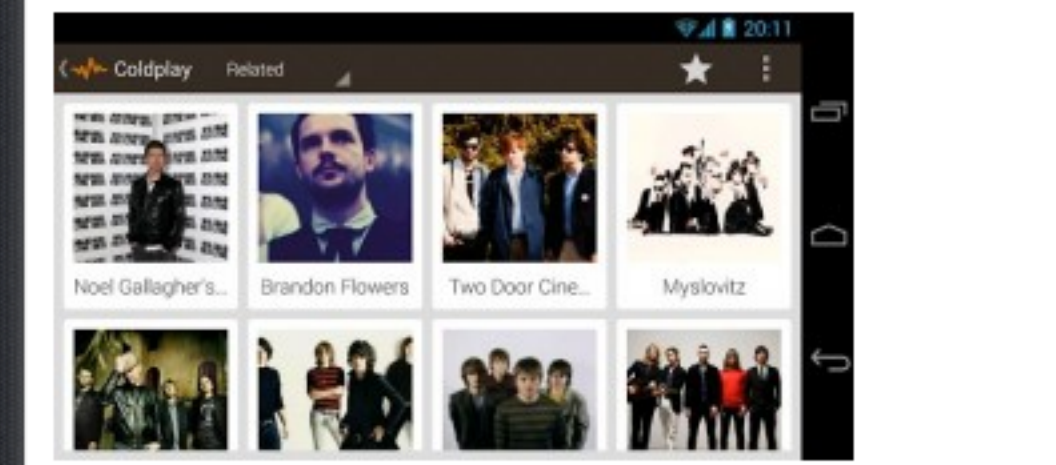 20:11
Coldplay Related
Noel Gallagher's... Brandon Flowers Two Door Cine... Myslovitz